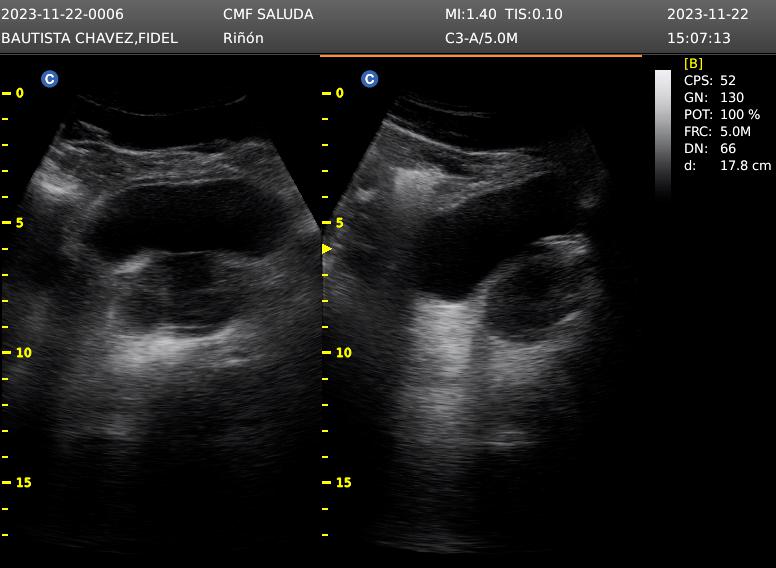 2023-11-22-0006 CMF SALUDA MI:1.40 TIS:0.10 2023-11-22
BAUTISTA CHAVEZ,FIDEL Riñón C3-A/5.0M 15:07:13
C
C
[B]
CPS: 52
GN: 130
POT: 100 %
FRC: 5.0M
DN: 66
d: 17.8 cm
0
5
10
15
0
5
10
15